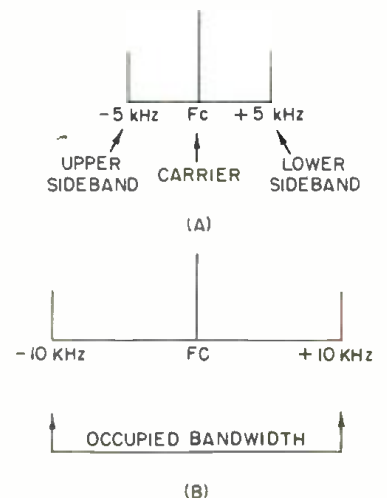 -5 kHz Fc +5 kHz
UPPER SIDEBAND CARRIER LOWER SIDEBAND
(A)
-10 KHz FC +10 KHz
OCCUPIED BANDWIDTH
(B)